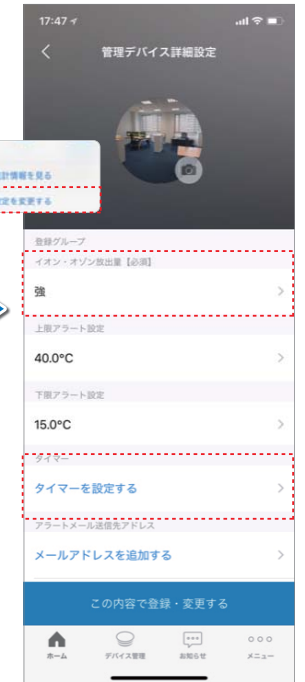 17:47
管理デバイス詳細設定
計情報を見る
定を変更する
登録グループ
イオン・オゾン放出量【必須】
強
上限アラート設定
40.0°C
下限アラート設定
15.0°C
タイマー
タイマーを設定する
アラートメール送信先アドレス
メールアドレスを追加する
この内容で登録・変更する
ホーム
デバイス管理
お知らせ
メニュー